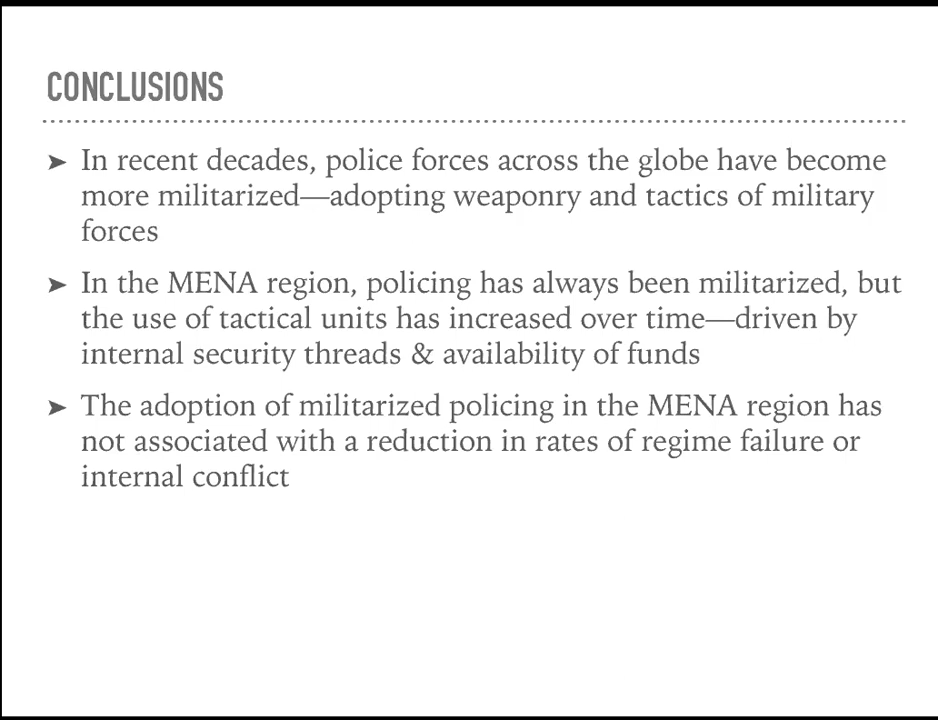 CONCLUSIONS
➤ In recent decades, police forces across the globe have become
more militarized—adopting weaponry and tactics of military
forces
➤ In the MENA region, policing has always been militarized, but
the use of tactical units has increased over time—driven by
internal security threads & availability of funds
➤ The adoption of militarized policing in the MENA region has
not associated with a reduction in rates of regime failure or
internal conflict